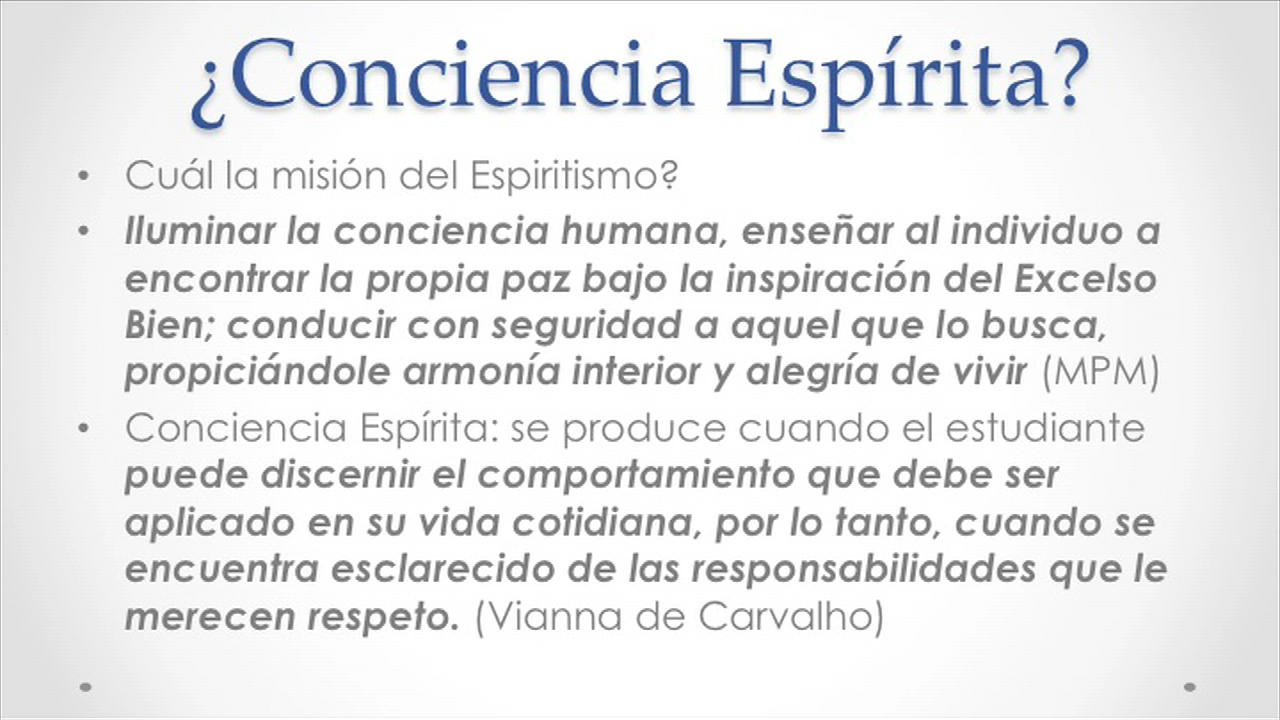 ¿Conciencia Espírita?
• Cuál la misión del Espiritismo?
• Iluminar la conciencia humana, enseñar al individuo a
encontrar la propia paz bajo la inspiración del Excelso
Bien; conducir con seguridad a aquel que lo busca,
propiciándole armonía interior y alegría de vivir (MPM)
• Conciencia Espírita: se produce cuando el estudiante
puede discernir el comportamiento que debe ser
aplicado en su vida cotidiana, por lo tanto, cuando se
encuentra esclarecido de las responsabilidades que le
merecen respeto. (Vianna de Carvalho)